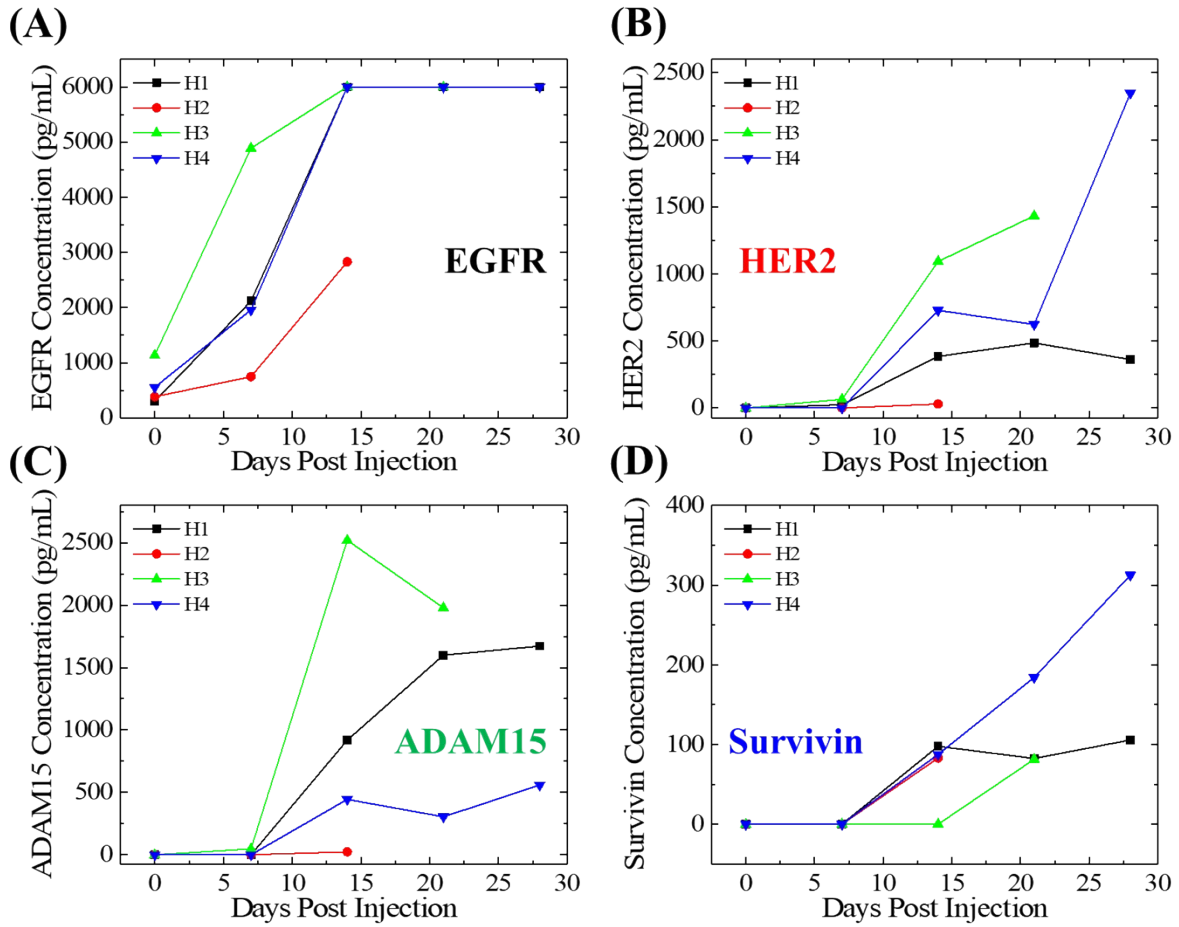 (A)
EGFR Concentration (pg/mL)
6000
5000
4000
3000
2000
1000
0
H1
H2
H3
H4
EGFR
0 5 10 15 20 25 30
Days Post Injection
(B)
HER2 Concentration (pg/mL)
2500
2000
1500
1000
500
0
H1
H2
H3
H4
HER2
0 5 10 15 20 25 30
Days Post Injection
(C)
ADAM15 Concentration (pg/mL)
2500
2000
1500
1000
500
0
H1
H2
H3
H4
ADAM15
0 5 10 15 20 25 30
Days Post Injection
(D)
Survivin Concentration (pg/mL)
400
300
200
100
0
H1
H2
H3
H4
Survivin
0 5 10 15 20 25 30
Days Post Injection